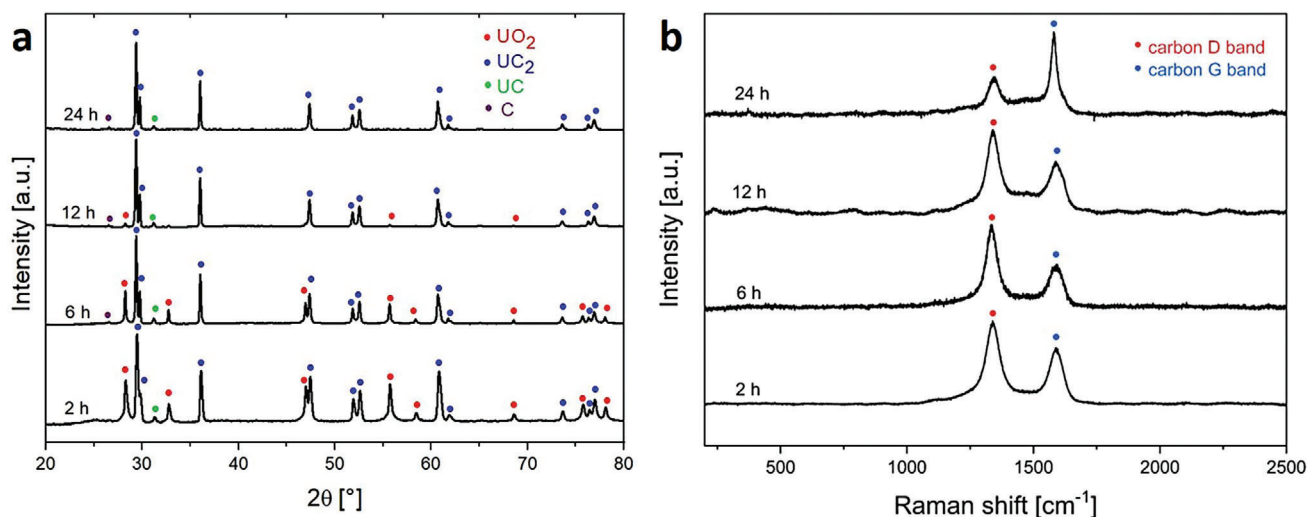 a
UO2
UC2
UC
C
24 h
12 h
6 h
2 h
Intensity [a.u.]
20 30 40 50 60 70 80
2θ [°]
b
carbon D band
carbon G band
24 h
12 h
6 h
2 h
Intensity [a.u.]
500 1000 1500 2000 2500
Raman shift [cm-1]